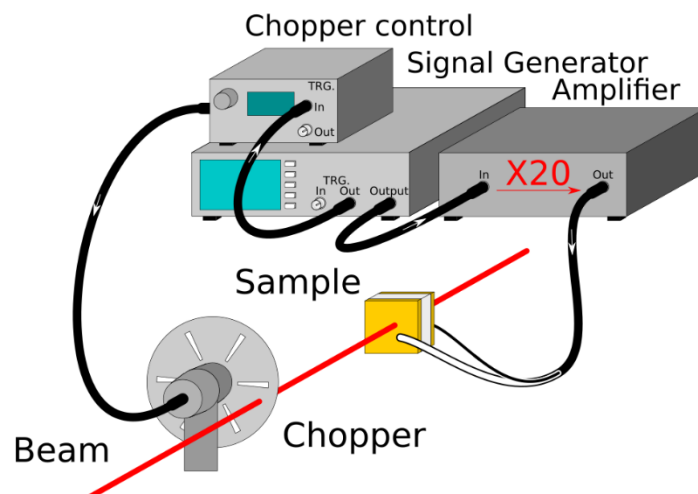 Chopper control
Signal Generator
Amplifier
TRG.
In
Out
TRG.
In Out Output
In X20 Out
Sample
Beam
Chopper